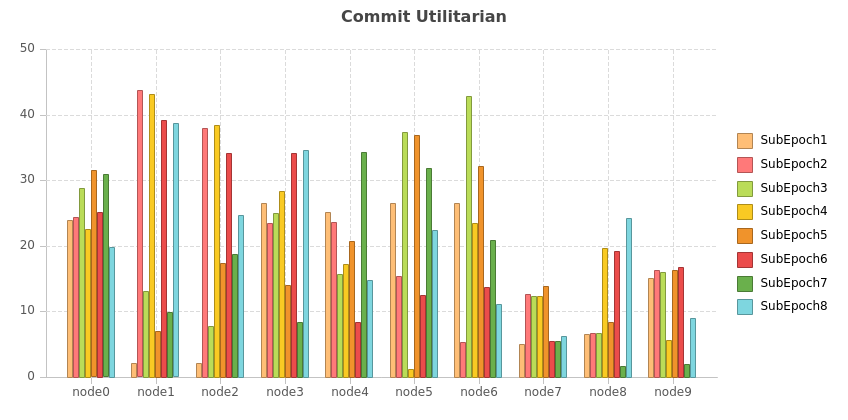 Commit Utilitarian
50
40
30
20
10
0
node0 node1 node2 node3 node4 node5 node6 node7 node8 node9
SubEpoch1
SubEpoch2
SubEpoch3
SubEpoch4
SubEpoch5
SubEpoch6
SubEpoch7
SubEpoch8